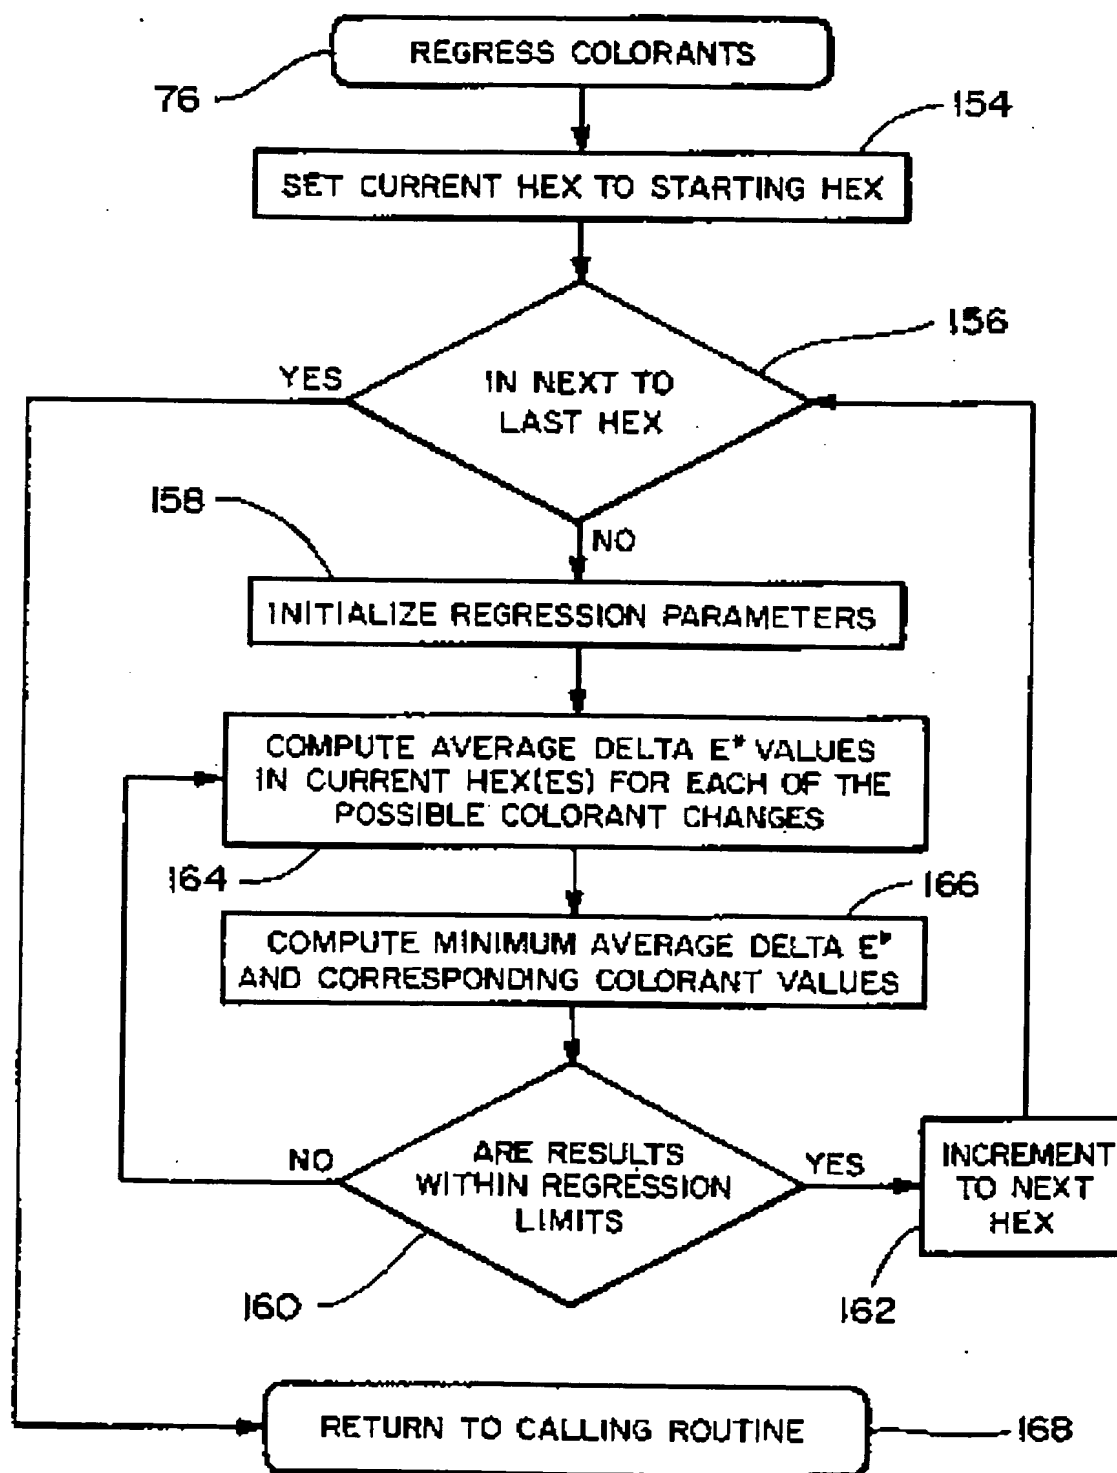 REGRESS COLORANTS
76
154
SET CURRENT HEX TO STARTING HEX
156
YES
IN NEXT TO
LAST HEX
158
NO
INITIALIZE REGRESSION PARAMETERS
COMPUTE AVERAGE DELTA E* VALUES
IN CURRENT HEX(ES) FOR EACH OF THE
POSSIBLE COLORANT CHANGES
164
166
COMPUTE MINIMUM AVERAGE DELTA E*
AND CORRESPONDING COLORANT VALUES
NO
ARE RESULTS
WITHIN REGRESSION
LIMITS
YES
INCREMENT
TO NEXT
HEX
160
162
RETURN TO CALLING ROUTINE
168